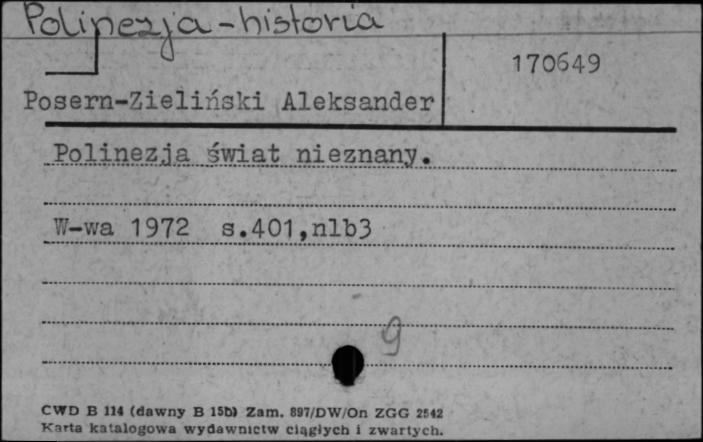 Polinezja - historia
170649
Posern-Zieliński Aleksander
Polinezja świat nieznany.
W-wa 1972 s.401,nlb3
9
CWD B 114 (dawny B 15b) Zam. 897/DW/On ZGG 2542
Karta katalogowa wydawnictw ciągłych i zwartych.